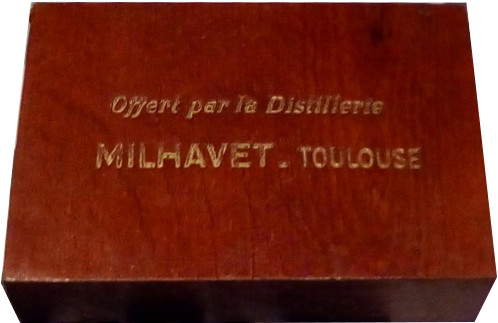 Offert par la Distillerie
MILHAVET - TOULOUSE